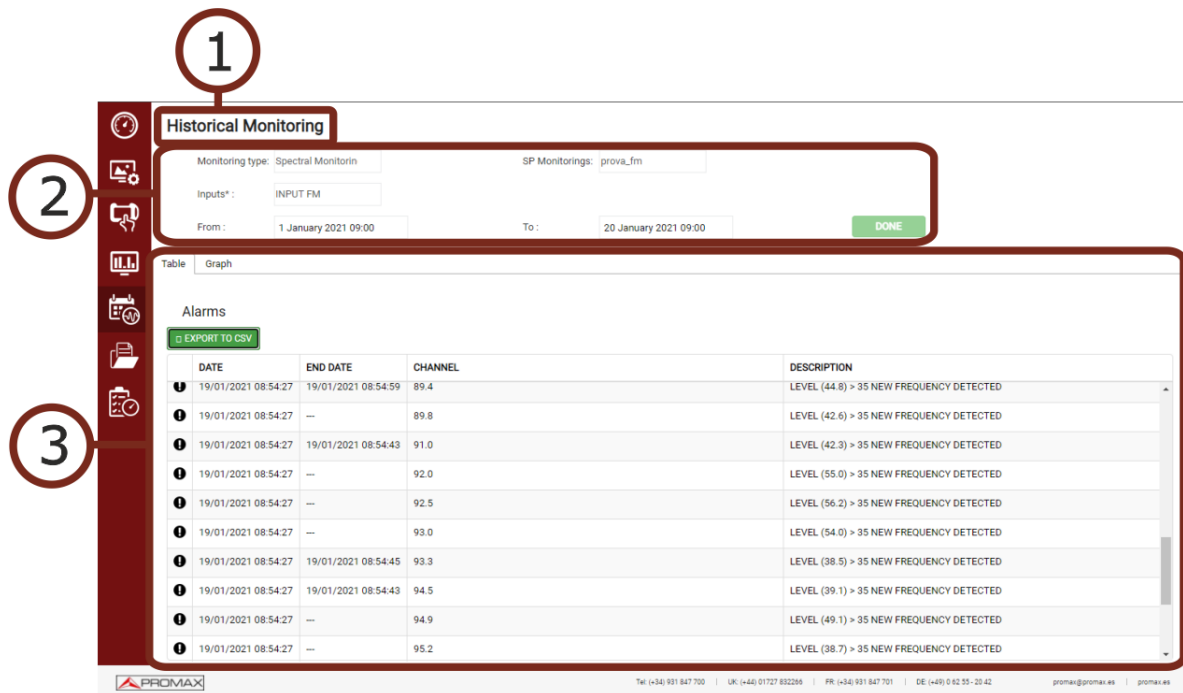 1
Historical Monitoring
2
Monitoring type: Spectral Monitorin SP Monitorings: prova_fm
Inputs* : INPUT FM
From : 1 January 2021 09:00 To : 20 January 2021 09:00 DONE
Table Graph
3
Alarms
EXPORT TO CSV
DATE END DATE CHANNEL DESCRIPTION
19/01/2021 08:54:27 19/01/2021 08:54:59 89.4 LEVEL (44.8) > 35 NEW FREQUENCY DETECTED
19/01/2021 08:54:27 --- 89.8 LEVEL (42.6) > 35 NEW FREQUENCY DETECTED
19/01/2021 08:54:27 19/01/2021 08:54:43 91.0 LEVEL (42.3) > 35 NEW FREQUENCY DETECTED
19/01/2021 08:54:27 --- 92.0 LEVEL (55.0) > 35 NEW FREQUENCY DETECTED
19/01/2021 08:54:27 --- 92.5 LEVEL (56.2) > 35 NEW FREQUENCY DETECTED
19/01/2021 08:54:27 --- 93.0 LEVEL (54.0) > 35 NEW FREQUENCY DETECTED
19/01/2021 08:54:27 19/01/2021 08:54:45 93.3 LEVEL (38.5) > 35 NEW FREQUENCY DETECTED
19/01/2021 08:54:27 19/01/2021 08:54:43 94.5 LEVEL (39.1) > 35 NEW FREQUENCY DETECTED
19/01/2021 08:54:27 --- 94.9 LEVEL (49.1) > 35 NEW FREQUENCY DETECTED
19/01/2021 08:54:27 --- 95.2 LEVEL (38.7) > 35 NEW FREQUENCY DETECTED
PROMAX Tel: (+34) 931 847 700 | UK: (+44) 01727 832266 | FR: (+34) 931 847 701 | DE: (+49) 0 62 55 - 20 42 promax@promax.es | promax.es